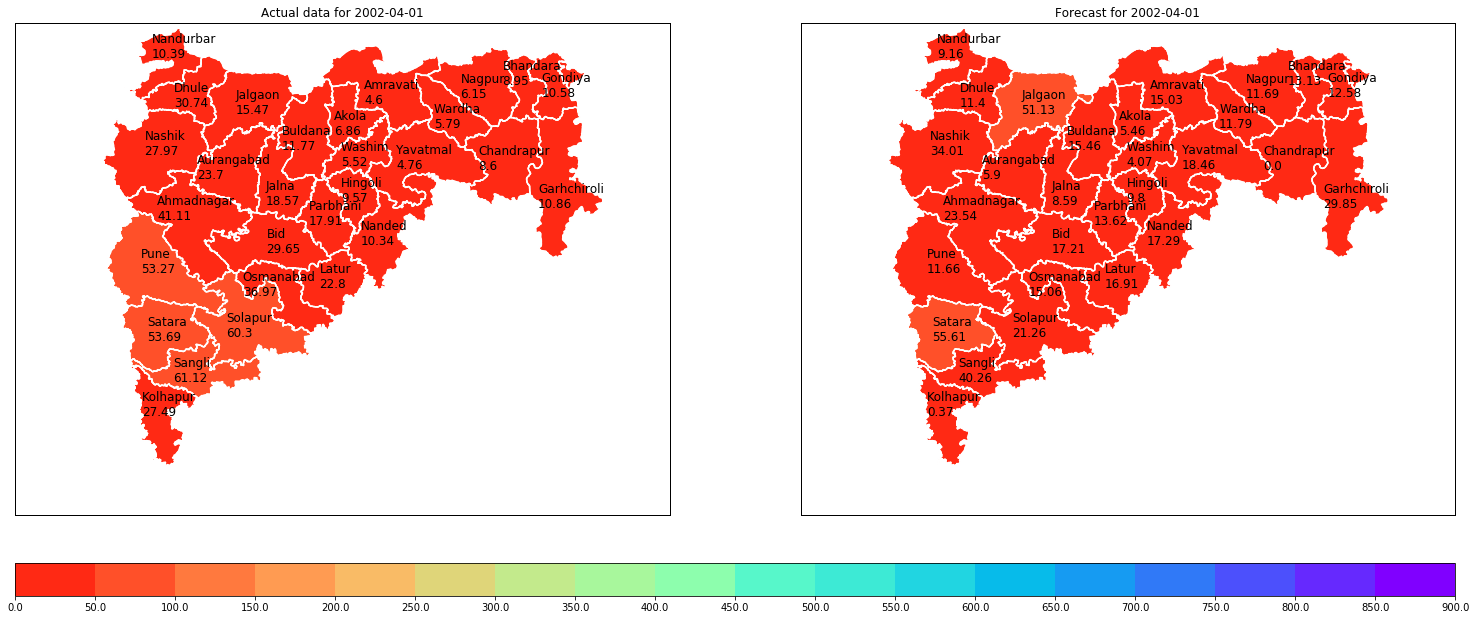 Actual data for 2002-04-01
Nandurbar
10.39
Dhule
30.74
Jalgaon
15.47
Nashik
27.97
Aurangabad
23.7
Buldana
11.77
Akola
6.86
Amravati
4.6
Nagpur
6.15
Bhandara
8.95
Gondiya
10.58
Wardha
5.79
Washim
5.52
Yavatmal
4.76
Chandrapur
8.6
Garhchiroli
10.86
Ahmadnagar
41.11
Jalna
18.57
Hingoli
9.57
Parbhani
17.91
Nanded
10.34
Pune
53.27
Bid
29.65
Osmanabad
36.97
Latur
22.8
Satara
53.69
Solapur
60.3
Sangli
61.12
Kolhapur
27.49
Forecast for 2002-04-01
Nandurbar
9.16
Dhule
11.4
Jalgaon
51.13
Nashik
34.01
Aurangabad
5.9
Buldana
15.46
Akola
5.46
Amravati
15.03
Nagpur
11.69
Bhandara
13.13
Gondiya
12.58
Wardha
11.79
Washim
4.07
Yavatmal
18.46
Chandrapur
0.0
Garhchiroli
29.85
Ahmadnagar
23.54
Jalna
8.59
Hingoli
9.8
Parbhani
13.62
Nanded
17.29
Pune
11.66
Bid
17.21
Osmanabad
15.06
Latur
16.91
Satara
55.61
Solapur
21.26
Sangli
40.26
Kolhapur
0.37
0.0 50.0 100.0 150.0 200.0 250.0 300.0 350.0 400.0 450.0 500.0 550.0 600.0 650.0 700.0 750.0 800.0 850.0 900.0